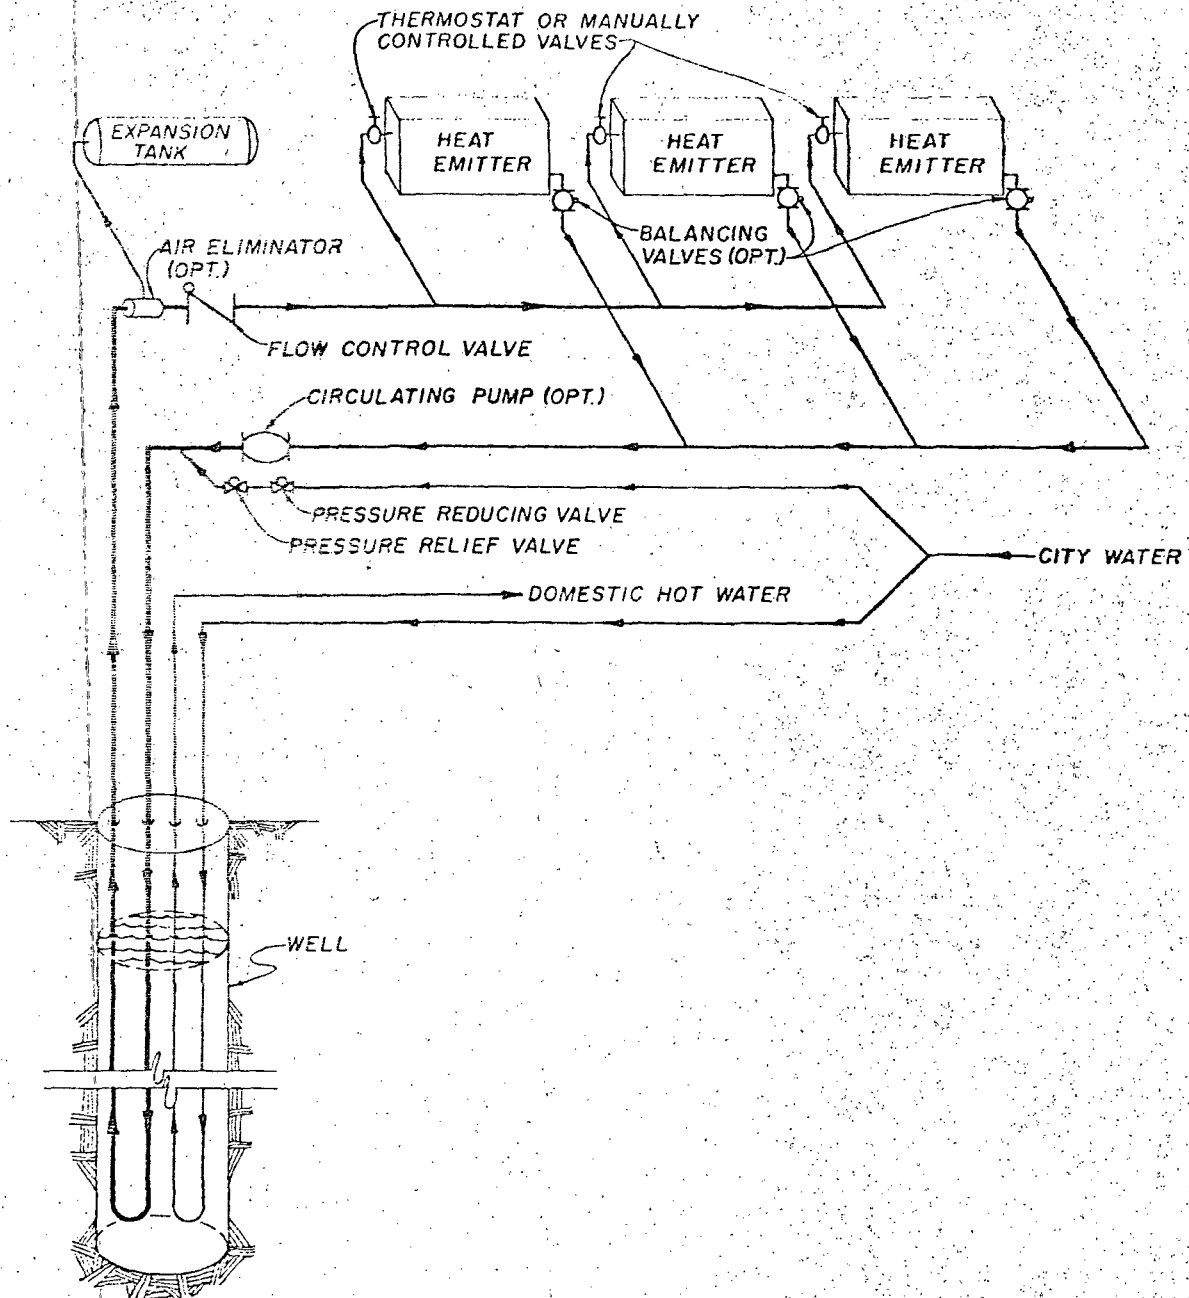 THERMOSTAT OR MANUALLY
CONTROLLED VALVES
EXPANSION
TANK
HEAT
EMITTER
HEAT
EMITTER
HEAT
EMITTER
AIR ELIMINATOR
(OPT.)
BALANCING
VALVES (OPT.)
FLOW CONTROL VALVE
CIRCULATING PUMP (OPT.)
PRESSURE REDUCING VALVE
PRESSURE RELIEF VALVE
CITY WATER
DOMESTIC HOT WATER
WELL